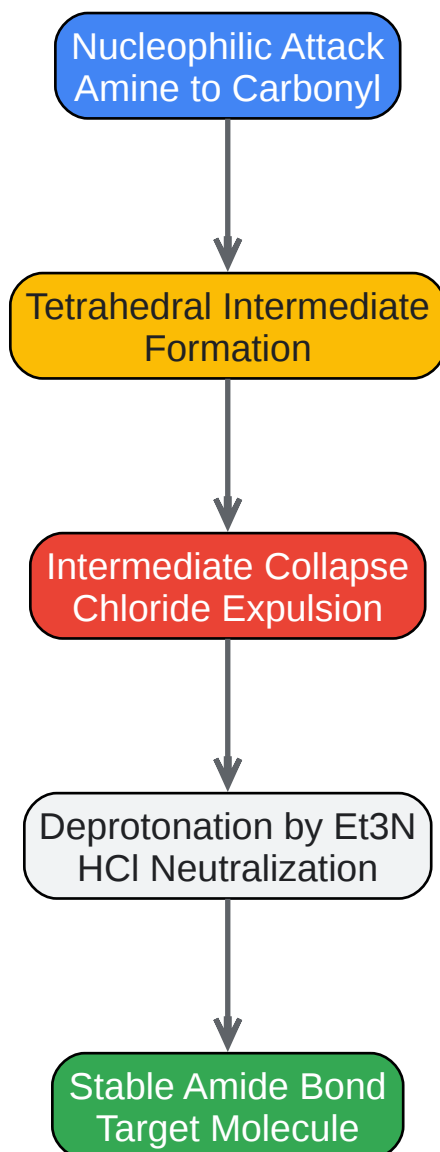 Nucleophilic Attack
Amine to Carbonyl
Tetrahedral Intermediate
Formation
Intermediate Collapse
Chloride Expulsion
Deprotonation by Et3N
HCl Neutralization
Stable Amide Bond
Target Molecule